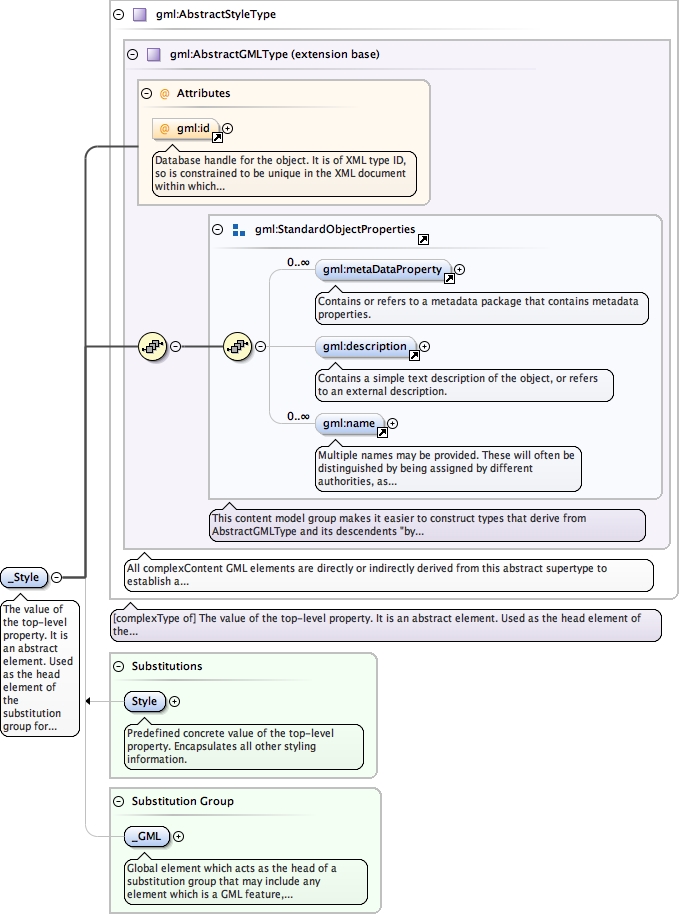 gml:AbstractStyleType
gml:AbstractGMLType (extension base)
@ Attributes
@ gml:id
Database handle for the object. It is of XML type ID,
so is constrained to be unique in the XML document
within which...
gml:StandardObjectProperties
0..∞
gml:metaDataProperty
Contains or refers to a metadata package that contains metadata
properties.
gml:description
Contains a simple text description of the object, or refers
to an external description.
0..∞
gml:name
Multiple names may be provided. These will often be
distinguished by being assigned by different
authorities, as...
This content model group makes it easier to construct types that derive from
AbstractGMLType and its descendents "by...
All complexContent GML elements are directly or indirectly derived from this abstract supertype to
establish a...
_Style
The value of
the top-level
property. It is
an abstract
element. Used
as the head
element of
the
substitution
group for...
[complexType of] The value of the top-level property. It is an abstract element. Used as the head element of
the...
Substitutions
Style
Predefined concrete value of the top-level
property. Encapsulates all other styling
information.
Substitution Group
_GML
Global element which acts as the head of a
substitution group that may include any
element which is a GML feature,...